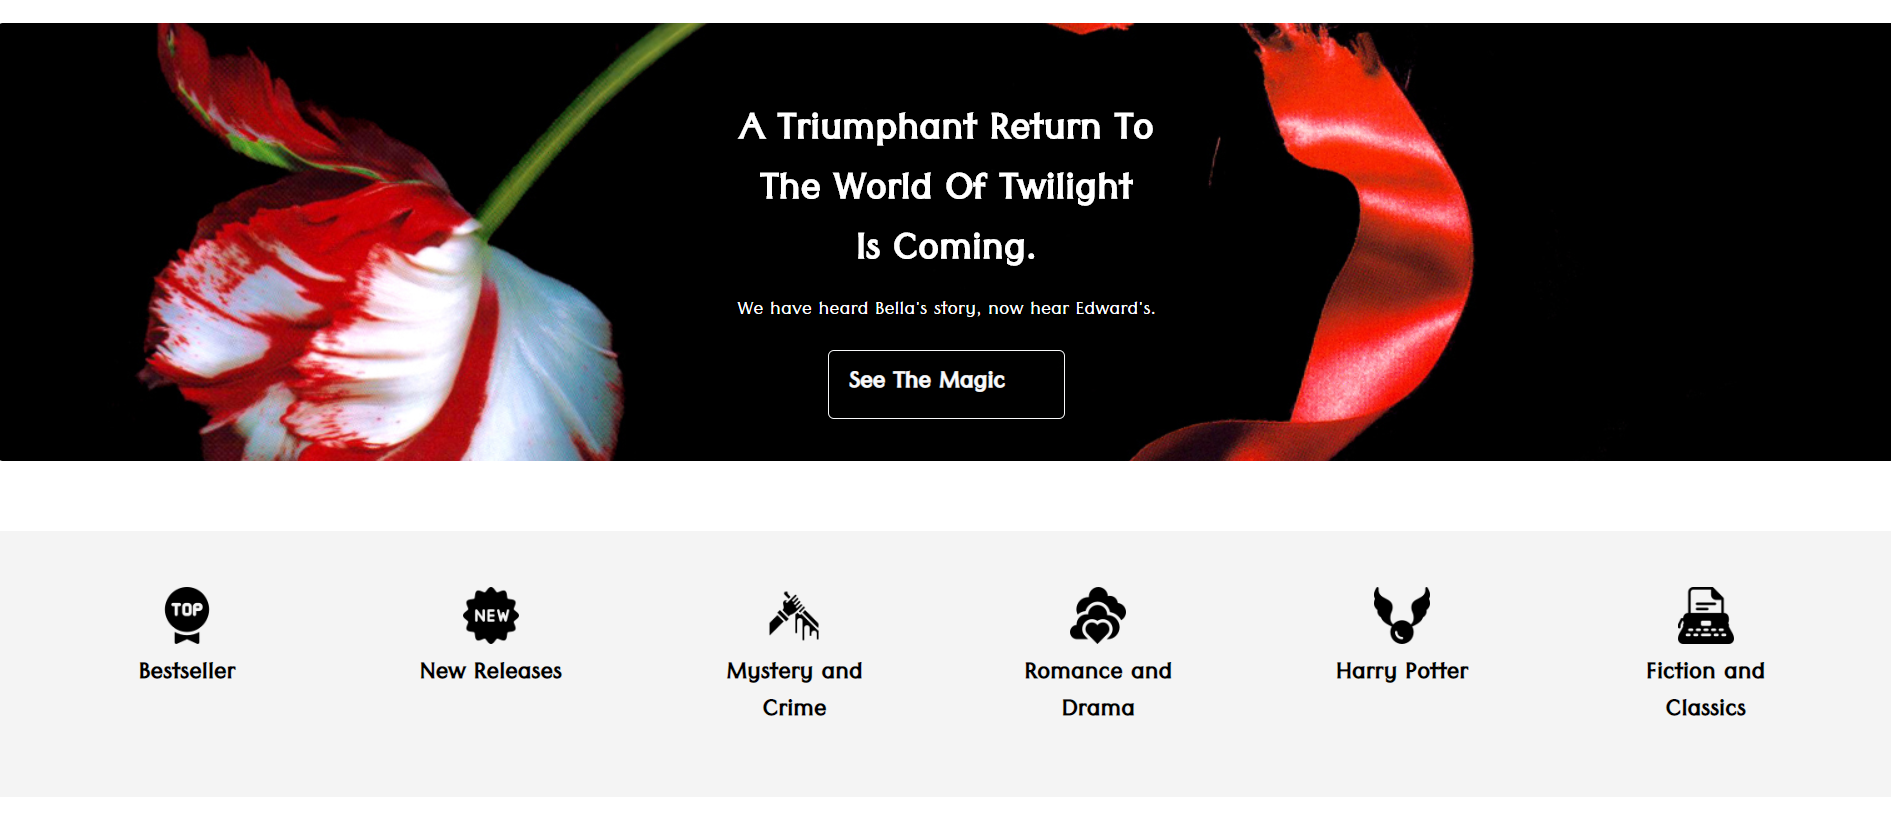 A Triumphant Return To
The World Of Twilight
Is Coming.
We have heard Bella's story, now hear Edward's.
See The Magic
TOP
Bestseller
NEW
New Releases
Mystery and
Crime
Romance and
Drama
Harry Potter
Fiction and
Classics